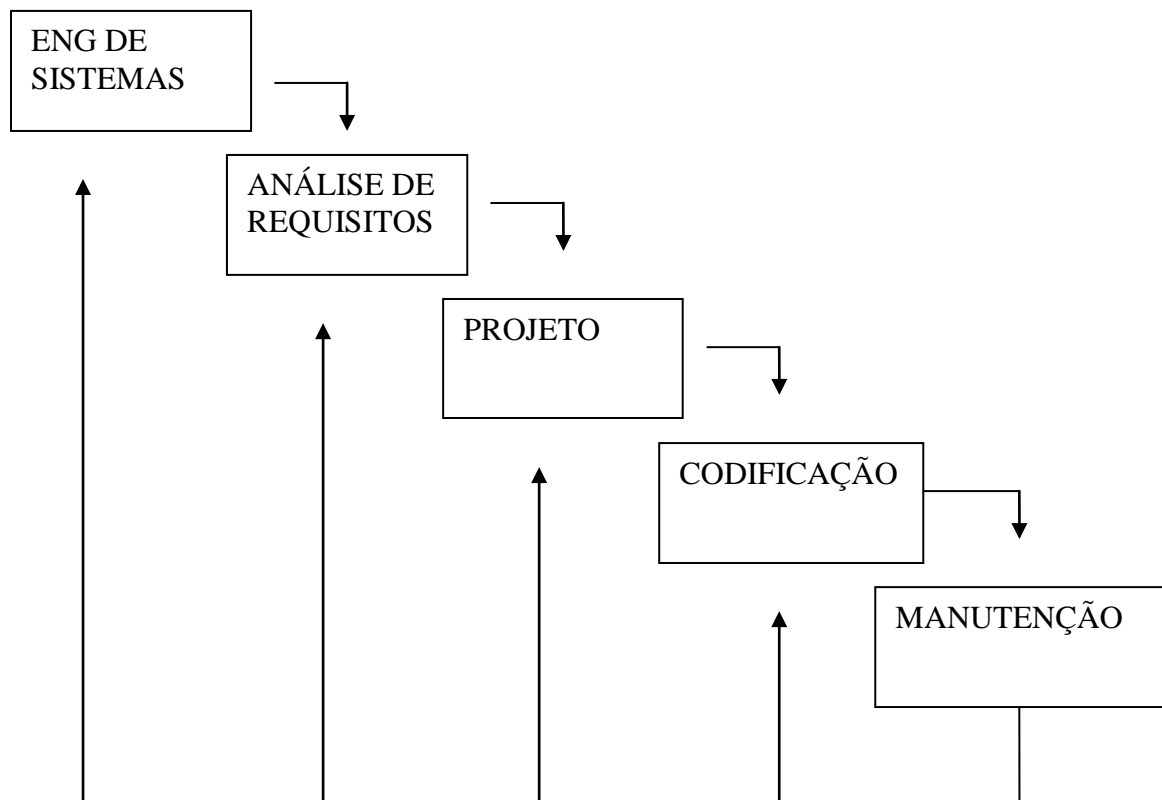 ENG DE
SISTEMAS
ANÁLISE DE
REQUISITOS
PROJETO
CODIFICAÇÃO
MANUTENÇÃO